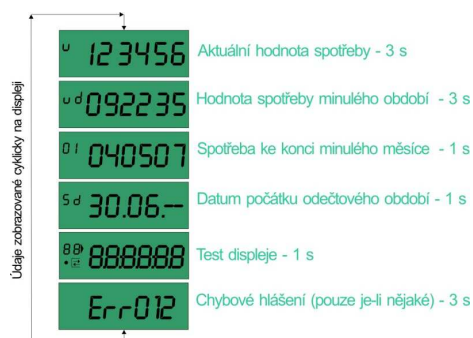 Údaje zobrazované cyklicky na displeji
u 123456 Aktuální hodnota spotřeby - 3 s
ud 092235 Hodnota spotřeby minulého období - 3 s
01 040507 Spotřeba ke konci minulého měsíce - 1 s
Sd 30.06.-- Datum počátku odečtového období - 1 s
88 888888 Test displeje - 1 s
Err012 Chybové hlášení (pouze je-li nějaké) - 3 s